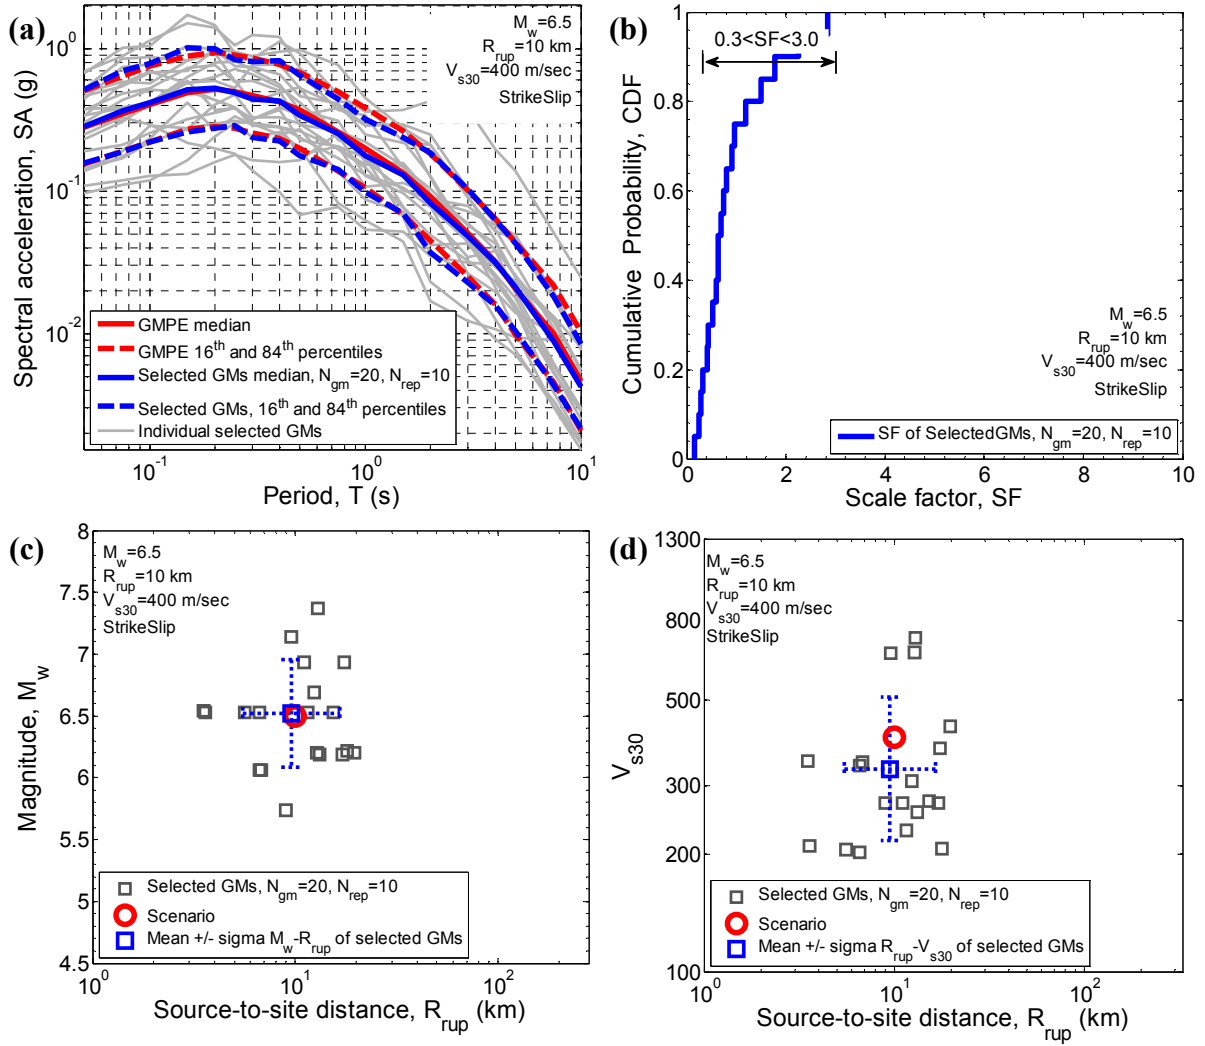 (a)
M_w=6.5
R_rup=10 km
V_s30=400 m/sec
StrikeSlip
10^0
10^-1
10^-2
Spectral acceleration, SA (g)
GMPE median
GMPE 16^th and 84^th percentiles
Selected GMs median, N_gm=20, N_rep=10
Selected GMs, 16^th and 84^th percentiles
Individual selected GMs
10^-1
10^0
10^1
Period, T (s)
(b)
1
0.8
0.6
0.4
0.2
0
Cumulative Probability, CDF
0.3<SF<3.0
M_w=6.5
R_rup=10 km
V_s30=400 m/sec
StrikeSlip
SF of SelectedGMs, N_gm=20, N_rep=10
0
2
4
6
8
10
Scale factor, SF
(c)
8
7.5
7
6.5
6
5.5
5
4.5
Magnitude, M_w
M_w=6.5
R_rup=10 km
V_s30=400 m/sec
StrikeSlip
Selected GMs, N_gm=20, N_rep=10
Scenario
Mean +/- sigma M_w-R_rup of selected GMs
10^0
10^1
10^2
Source-to-site distance, R_rup (km)
(d)
1300
800
500
300
200
100
V_s30
M_w=6.5
R_rup=10 km
V_s30=400 m/sec
StrikeSlip
Selected GMs, N_gm=20, N_rep=10
Scenario
Mean +/- sigma R_rup-V_s30 of selected GMs
10^0
10^1
10^2
Source-to-site distance, R_rup (km)